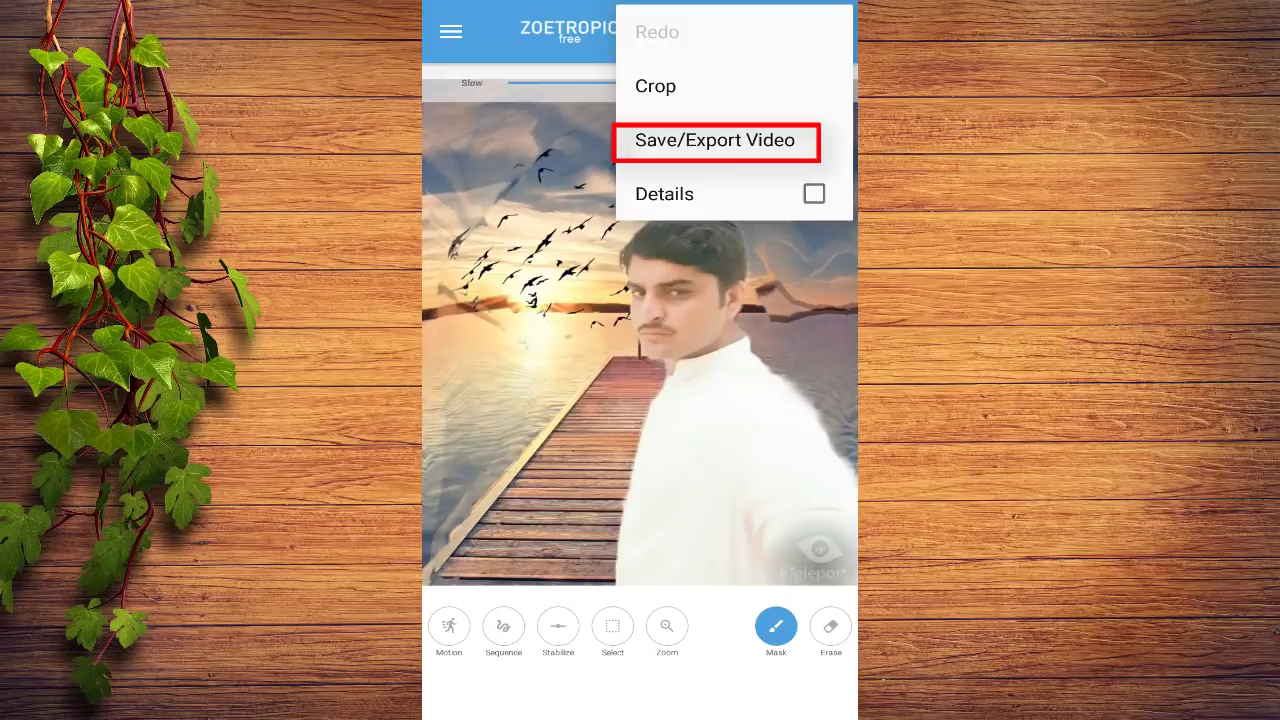 ZOETROPIC
free
Redo
Slow
Crop
Save/Export Video
Details
#Teleport
Motion
Sequence
Stabilize
Select
Zoom
Mask
Erase